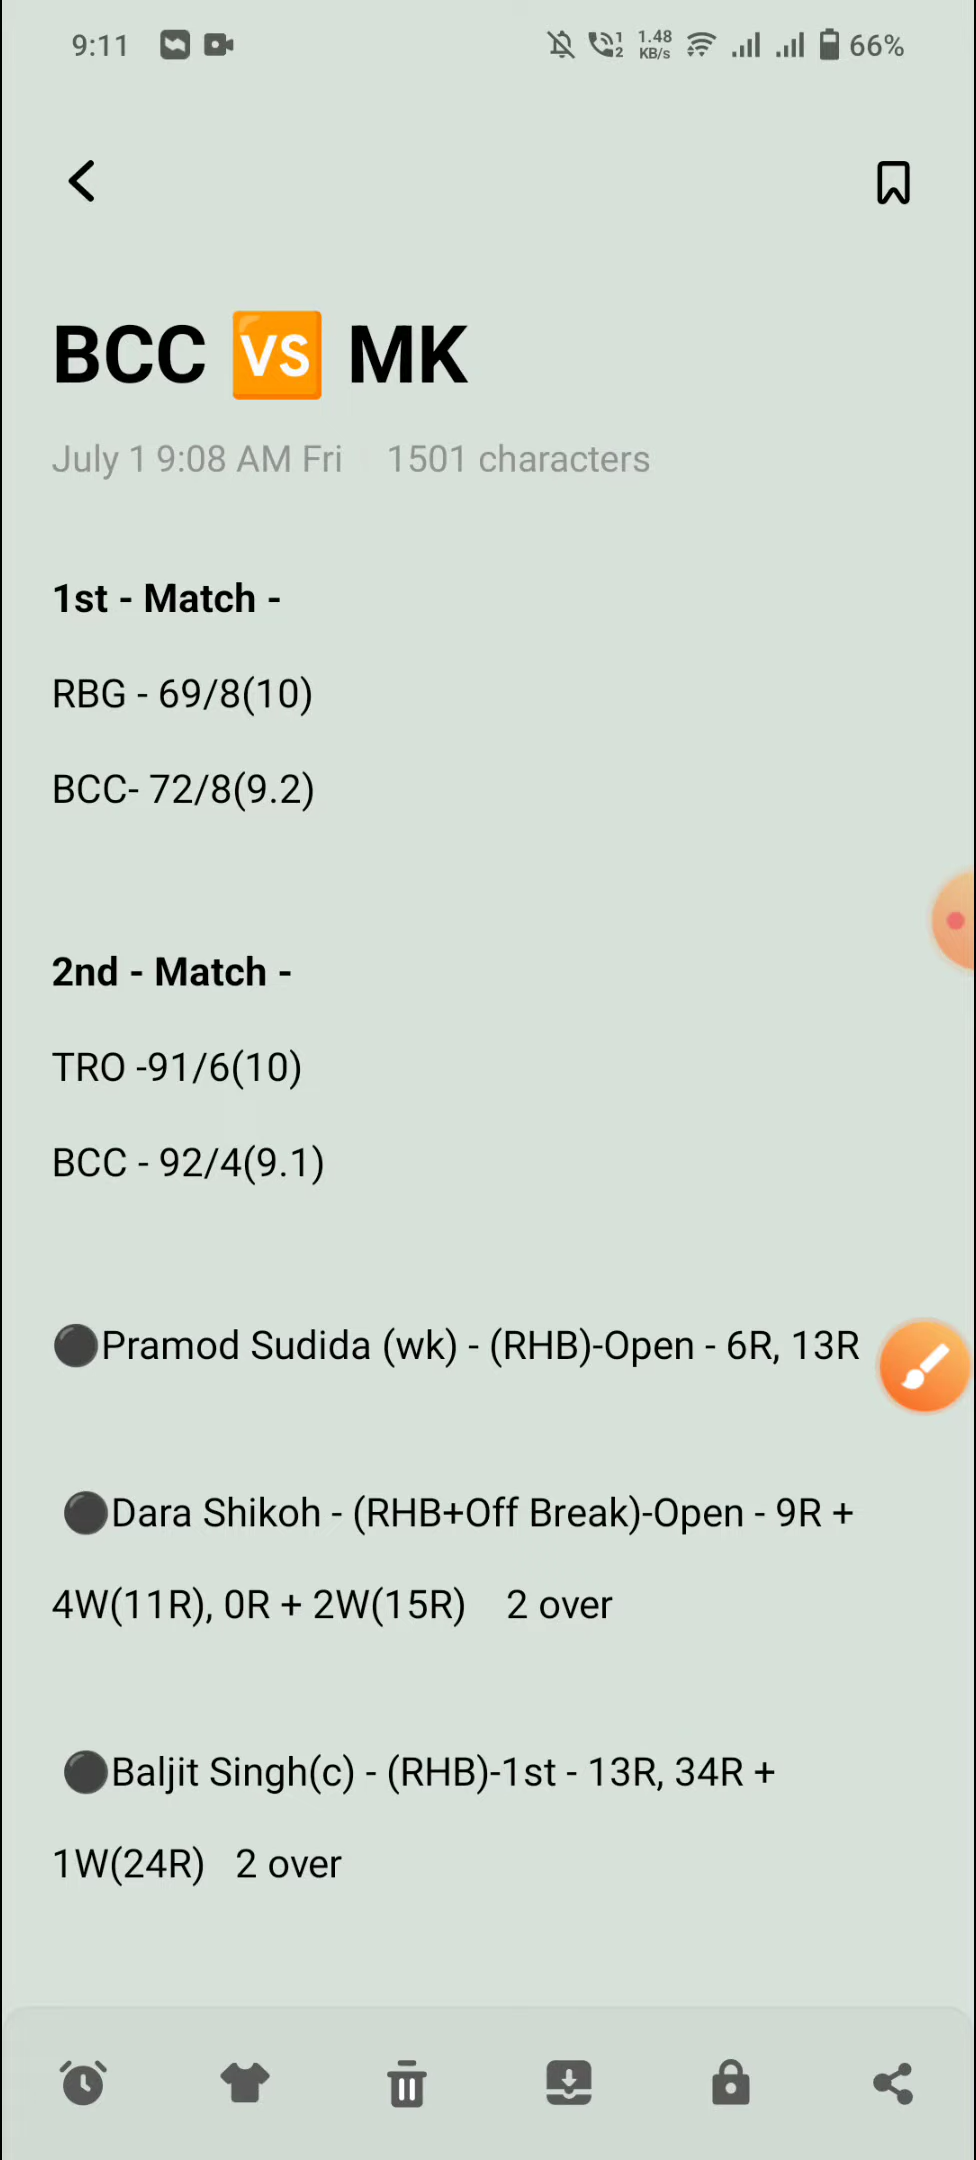 9:11 1 2 1.48 KB/s 66%
BCC VS MK
July 1 9:08 AM Fri 1501 characters
1st - Match -
RBG - 69/8(10)
BCC- 72/8(9.2)
2nd - Match -
TRO -91/6(10)
BCC - 92/4(9.1)
⚫Pramod Sudida (wk) - (RHB)-Open - 6R, 13R
⚫Dara Shikoh - (RHB+Off Break)-Open - 9R +
4W(11R), 0R + 2W(15R) 2 over
⚫Baljit Singh(c) - (RHB)-1st - 13R, 34R +
1W(24R) 2 over